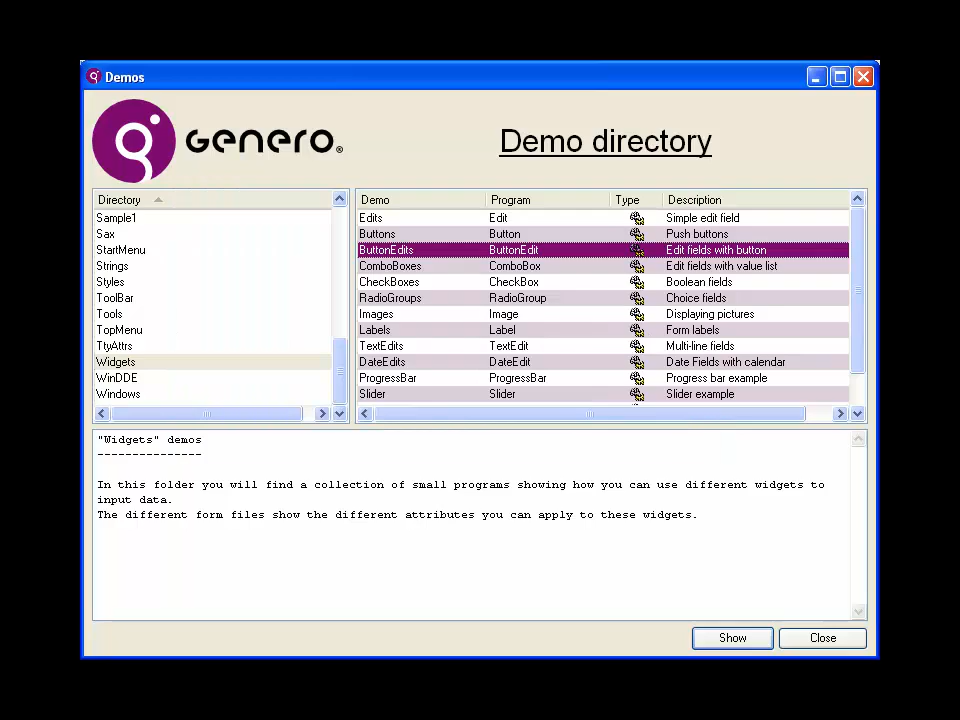 Demos
Genero®
Demo directory
Directory
Sample1
Sax
StartMenu
Strings
Styles
ToolBar
Tools
TopMenu
TtyAttrs
Widgets
WinDDE
Windows
Demo Program Type Description
Edits Edit Simple edit field
Buttons Button Push buttons
ButtonEdits ButtonEdit Edit fields with button
ComboBoxes ComboBox Edit fields with value list
CheckBoxes CheckBox Boolean fields
RadioGroups RadioGroup Choice fields
Images Image Displaying pictures
Labels Label Form labels
TextEdits TextEdit Multi-line fields
DateEdits DateEdit Date Fields with calendar
ProgressBar ProgressBar Progress bar example
Slider Slider Slider example
"Widgets" demos
---------------
In this folder you will find a collection of small programs showing how you can use different widgets to
input data.
The different form files show the different attributes you can apply to these widgets.
Show Close